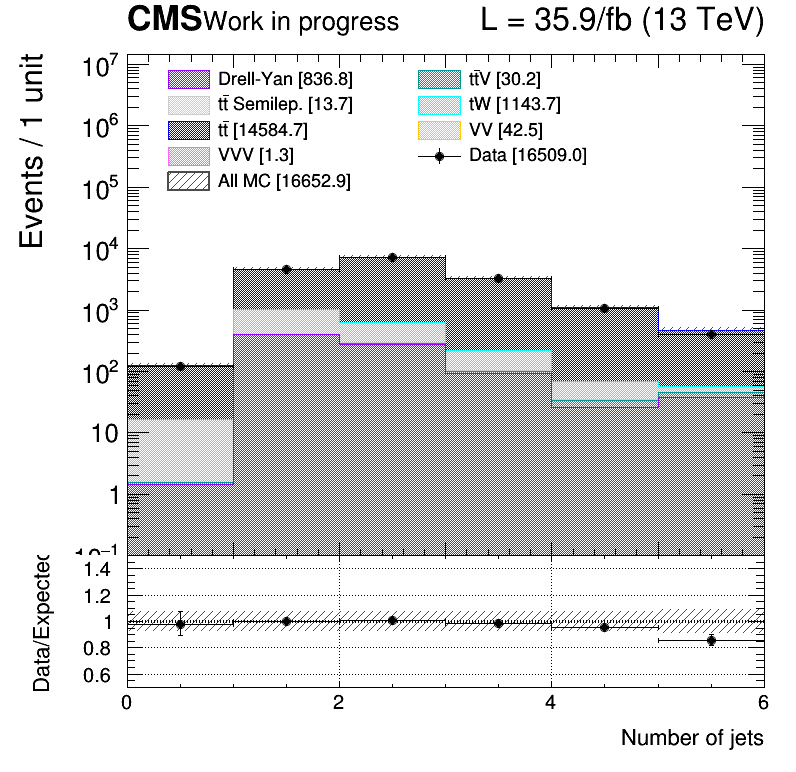 CMS Work in progress L = 35.9/fb (13 TeV)
Events / 1 unit
10⁷
10⁶
10⁵
10⁴
10³
10²
10
1
10⁻¹
Drell-Yan [836.8]
tt̄ Semilep. [13.7]
tt̄ [14584.7]
VVV [1.3]
All MC [16652.9]
tt̄V [30.2]
tW [1143.7]
VV [42.5]
Data [16509.0]
Data/Expected
1.4
1.2
1
0.8
0.6
0 2 4 6
Number of jets